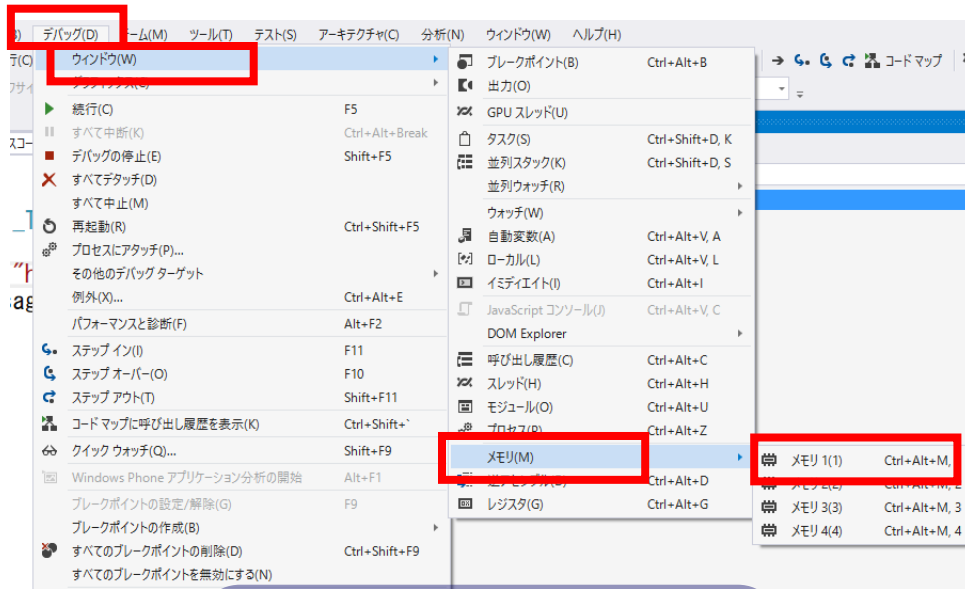 デバッグ(D) ーム(M) ツール(T) テスト(S) アーキテクチャ(C) 分析(N) ウィンドウ(W) ヘルプ(H)
ウィンドウ(W)
続行(C) F5
すべて中断(K) Ctrl+Alt+Break
デバッグの停止(E) Shift+F5
すべてデタッチ(D)
すべて中止(M)
再起動(R) Ctrl+Shift+F5
プロセスにアタッチ(P)...
その他のデバッグ ターゲット
例外(X)... Ctrl+Alt+E
パフォーマンスと診断(F) Alt+F2
ステップ イン(I) F11
ステップ オーバー(O) F10
ステップ アウト(T) Shift+F11
コード マップに呼び出し履歴を表示(K) Ctrl+Shift+`
クイック ウォッチ(Q)... Shift+F9
Windows Phone アプリケーション分析の開始 Alt+F1
ブレークポイントの設定/解除(G) F9
ブレークポイントの作成(B)
すべてのブレークポイントの削除(D) Ctrl+Shift+F9
すべてのブレークポイントを無効にする(N)
ブレークポイント(B) Ctrl+Alt+B
出力(O)
GPU スレッド(U)
タスク(S) Ctrl+Shift+D, K
並列スタック(K) Ctrl+Shift+D, S
並列ウォッチ(R)
ウォッチ(W)
自動変数(A) Ctrl+Alt+V, A
ローカル(L) Ctrl+Alt+V, L
イミディエイト(I) Ctrl+Alt+I
JavaScript コンソール(J) Ctrl+Alt+V, C
DOM Explorer
呼び出し履歴(C) Ctrl+Alt+C
スレッド(H) Ctrl+Alt+H
モジュール(O) Ctrl+Alt+U
プロセス(P) Ctrl+Alt+Z
メモリ(M)
Ctrl+Alt+D
レジスタ(G) Ctrl+Alt+G
メモリ 1(1) Ctrl+Alt+M,
メモリ 2(2) Ctrl+Alt+M, 2
メモリ 3(3) Ctrl+Alt+M, 3
メモリ 4(4) Ctrl+Alt+M, 4
コード マップ